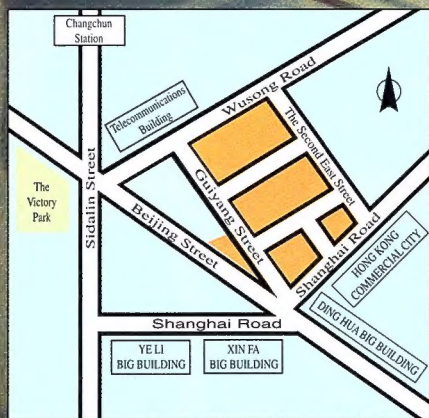 Changchun
Station
Telecommunications
Building
Wusong Road
The Second East Street
The
Victory
Park
Sidalin Street
Beijing Street
Guiyang Street
Shanghai Road
HONG KONG
COMMERCIAL CITY
DING HUA BIG BUILDING
Shanghai Road
YE LI
BIG BUILDING
XIN FA
BIG BUILDING